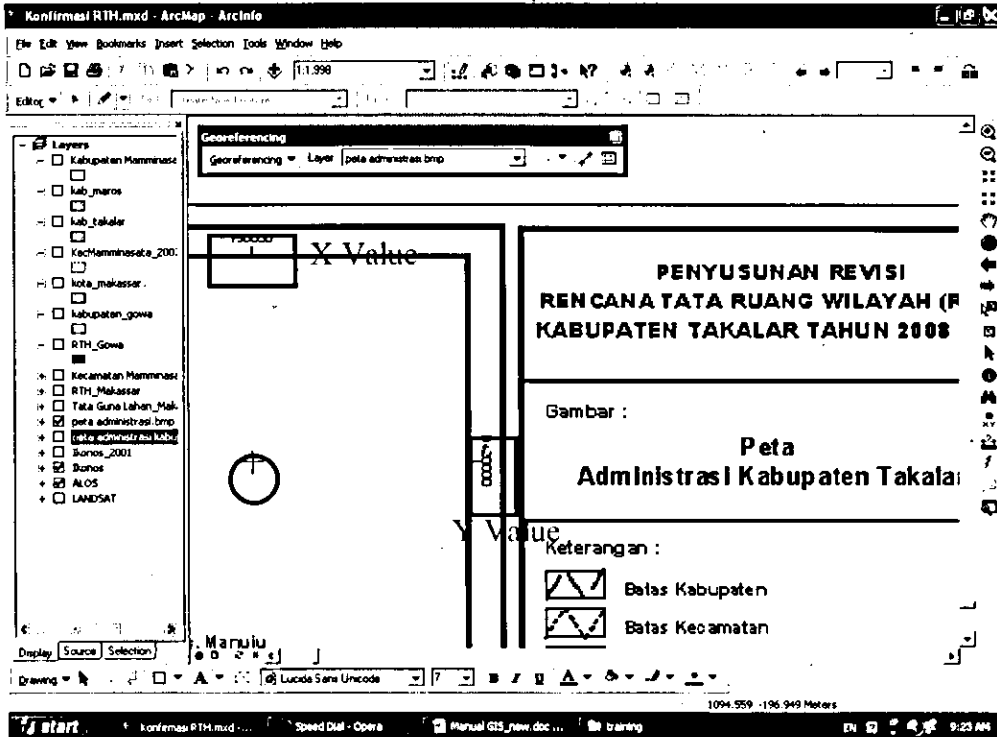 Konfirmasi RTH.mxd - ArcMap - ArcInfo
File Edit View Bookmarks Insert Selection Tools Window Help
1:1,998
Editor
Layers
Kabupaten Mamminasa
kab_maros
kab_takalar
KecMamminasata_200
kota_makassar
kabupaten_gowa
RTH_Gowa
Kecamatan Mamminasa
RTH_Makassar
Tata Guna Lahan_Mak
peta administrasi.bmp
peta administrasi kabu
Ikonos_2001
Ikonos
ALOS
LANDSAT
Display Source Selection
Georeferencing
Georeferencing Layer peta administrasi.bmp
X Value
Y Value
PENYUSUNAN REVISI
RENCANA TATA RUANG WILAYAH (R
KABUPATEN TAKALAR TAHUN 2008
Gambar :
Peta
Administrasi Kabupaten Takalar
Keterangan :
Batas Kabupaten
Batas Kecamatan
Drawing A Lucida Sans Unicode 7 B I U A
1094.559 -196.949 Meters
start Konfirmasi RTH.mxd -... Speed Dial - Opera Manual GIS_new.doc ... training EN 9:23 AM